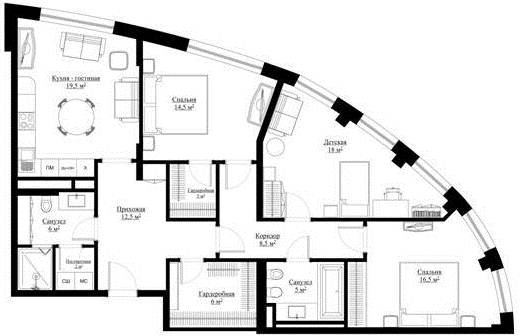 Кухня - гостиная
19,5 м²
Спальня
14,5 м²
Детская
18 м²
ПМ
Х
Гардеробная
2 м²
Прихожая
12,5 м²
Санузел
6 м²
Коридор
8,5 м²
2 м²
СШ
МС
Гардеробная
6 м²
Санузел
5 м²
Спальня
16,5 м²